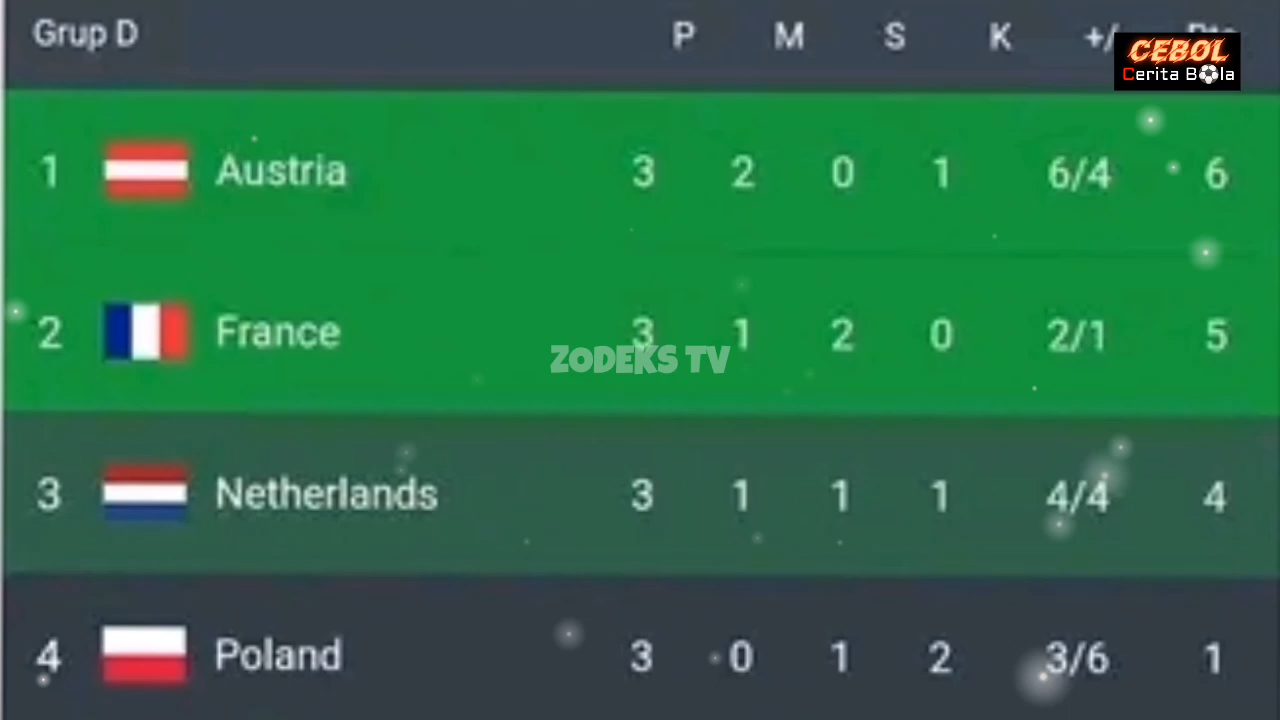 Grup D P M S K +/
CEBOL
Cerita Bola
1 Austria 3 2 0 1 6/4 6
2 France 3 1 2 0 2/1 5
ZODEKS TV
3 Netherlands 3 1 1 1 4/4 4
4 Poland 3 0 1 2 3/6 1